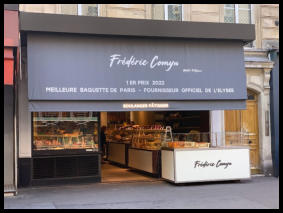 Frédéric Comyn
1ER PRIX 2022
MEILLEURE BAGUETTE DE PARIS - FOURNISSEUR OFFICIEL DE L'ELYSÉE
BOULANGER PÂTISSIER
Frédéric Comyn